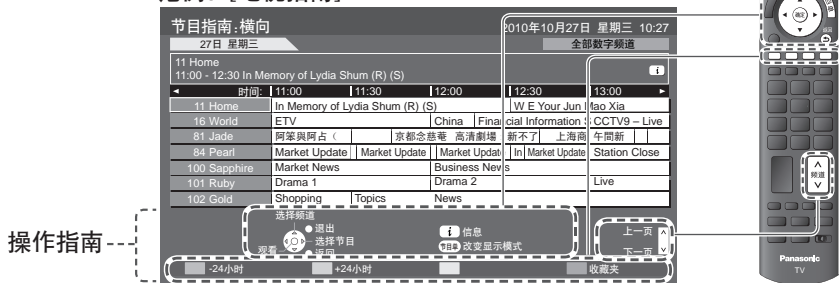 节目指南:横向 2010年10月27日 星期三 10:27
27日 星期三 全部数字频道
11 Home
11:00 - 12:30 In Memory of Lydia Shum (R) (S) i
◄ 时间: 11:00 11:30 12:00 12:30 13:00 ►
11 Home In Memory of Lydia Shum (R) (S) W E Your Jun Mao Xia
16 World ETV China Financial Information S CCTV9 – Live
81 Jade 阿笨與阿占( 京都念慈菴 高清劇場 新不了 上海商 午間新
84 Pearl Market Update Market Update Market Update In Market Update Station Close
100 Sapphire Market News Business News
101 Ruby Drama 1 Drama 2 Live
102 Gold Shopping Topics News
选择频道
退出
观看 选择节目
返回
i 信息
节目单 改变显示模式
上一页
下一页
操作指南
-24小时 +24小时 收藏夹
确定
频道
Panasonic
TV